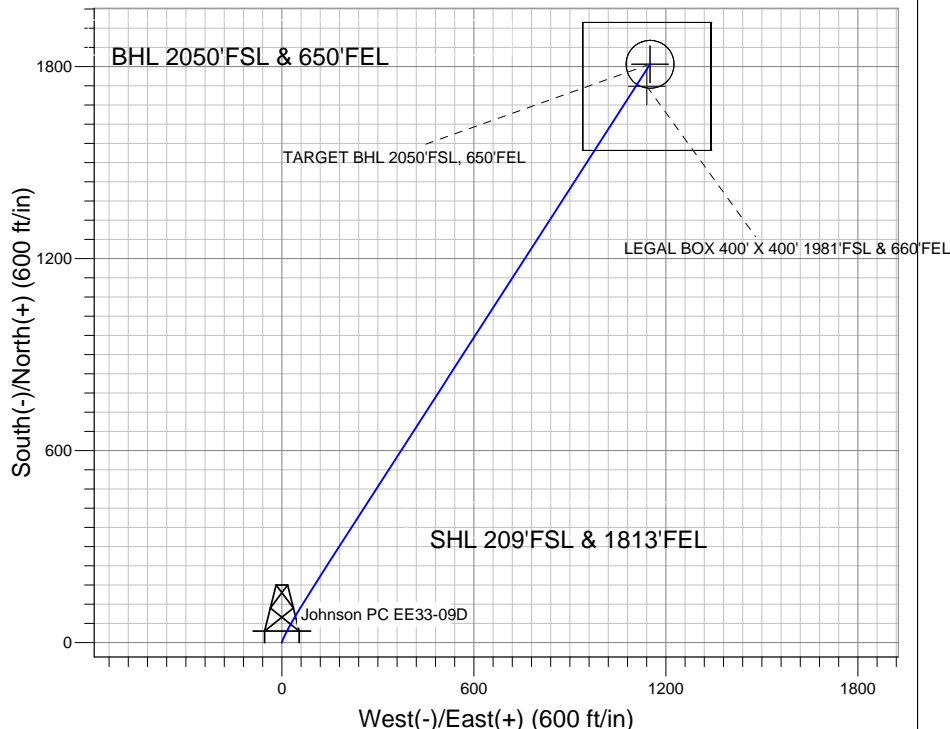 BHL 2050'FSL & 650'FEL
1800
TARGET BHL 2050'FSL, 650'FEL
LEGAL BOX 400' X 400' 1981'FSL & 660'FEL
1200
South(-)/North(+) (600 ft/in)
600
SHL 209'FSL & 1813'FEL
Johnson PC EE33-09D
0
0 600 1200 1800
West(-)/East(+) (600 ft/in)